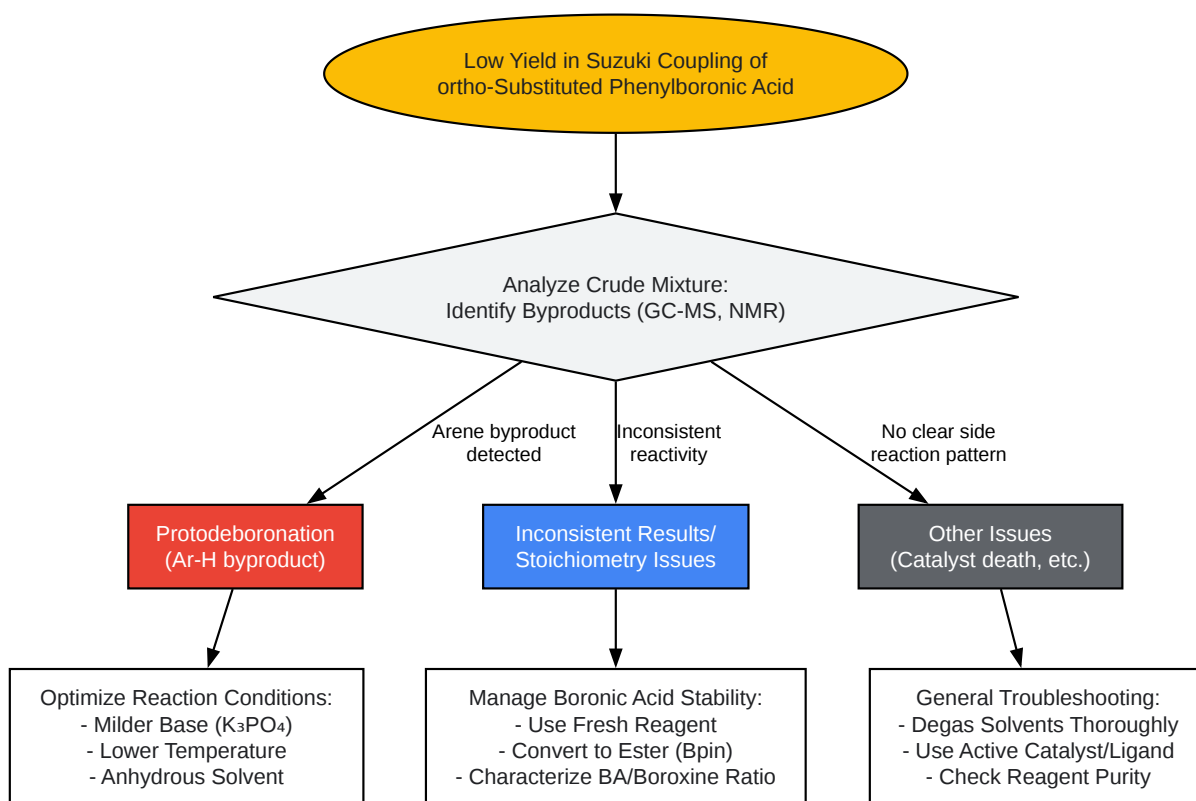 Low Yield in Suzuki Coupling of
ortho-Substituted Phenylboronic Acid
Analyze Crude Mixture:
Identify Byproducts (GC-MS, NMR)
Arene byproduct
detected
Inconsistent
reactivity
No clear side
reaction pattern
Protodeboronation
(Ar-H byproduct)
Inconsistent Results/
Stoichiometry Issues
Other Issues
(Catalyst death, etc.)
Optimize Reaction Conditions:
- Milder Base (K₃PO₄)
- Lower Temperature
- Anhydrous Solvent
Manage Boronic Acid Stability:
- Use Fresh Reagent
- Convert to Ester (Bpin)
- Characterize BA/Boroxine Ratio
General Troubleshooting:
- Degas Solvents Thoroughly
- Use Active Catalyst/Ligand
- Check Reagent Purity